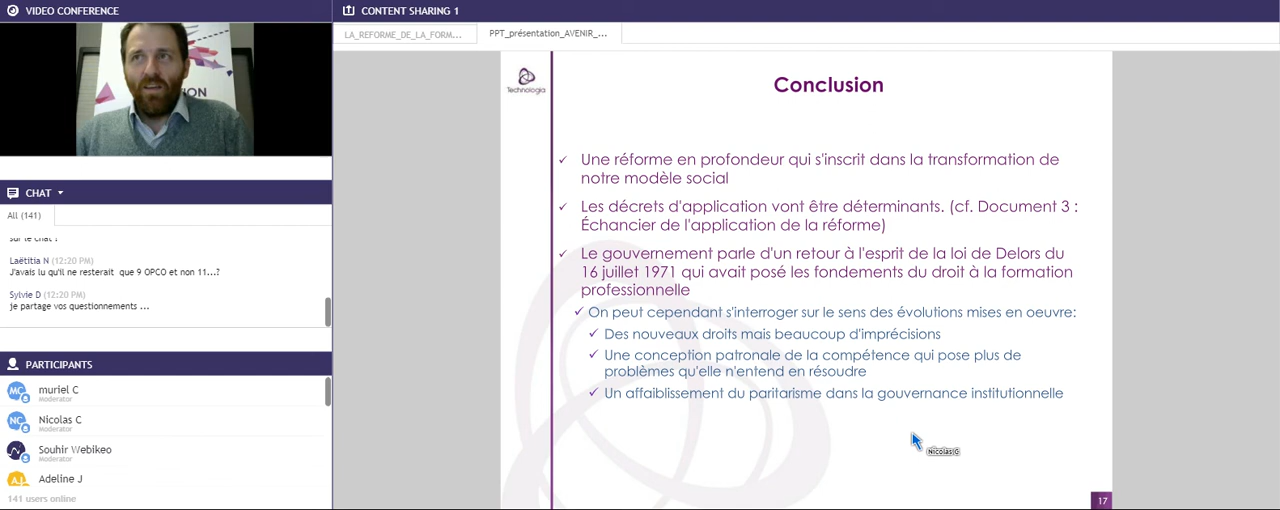 VIDEO CONFERENCE
ION
CHAT
All (141)
sur le chat !
Laëtitia N (12:20 PM)
J'avais lu qu'il ne resterait  que 9 OPCO et non 11...?
Sylvie D (12:20 PM)
je partage vos questionnements ...
PARTICIPANTS
MC
muriel C
Moderator
NC
Nicolas C
Moderator
Souhir Webikeo
Moderator
AJ
Adeline J
141 users online
CONTENT SHARING 1
LA_REFORME_DE_LA_FORM...
PPT_présentation_AVENIR_...
Technologia
Conclusion
Une réforme en profondeur qui s'inscrit dans la transformation de
notre modèle social
Les décrets d'application vont être déterminants. (cf. Document 3 :
Échancier de l'application de la réforme)
Le gouvernement parle d'un retour à l'esprit de la loi de Delors du
16 juillet 1971 qui avait posé les fondements du droit à la formation
professionnelle
On peut cependant s'interroger sur le sens des évolutions mises en oeuvre:
Des nouveaux droits mais beaucoup d'imprécisions
Une conception patronale de la compétence qui pose plus de
problèmes qu'elle n'entend en résoudre
Un affaiblissement du paritarisme dans la gouvernance institutionnelle
17